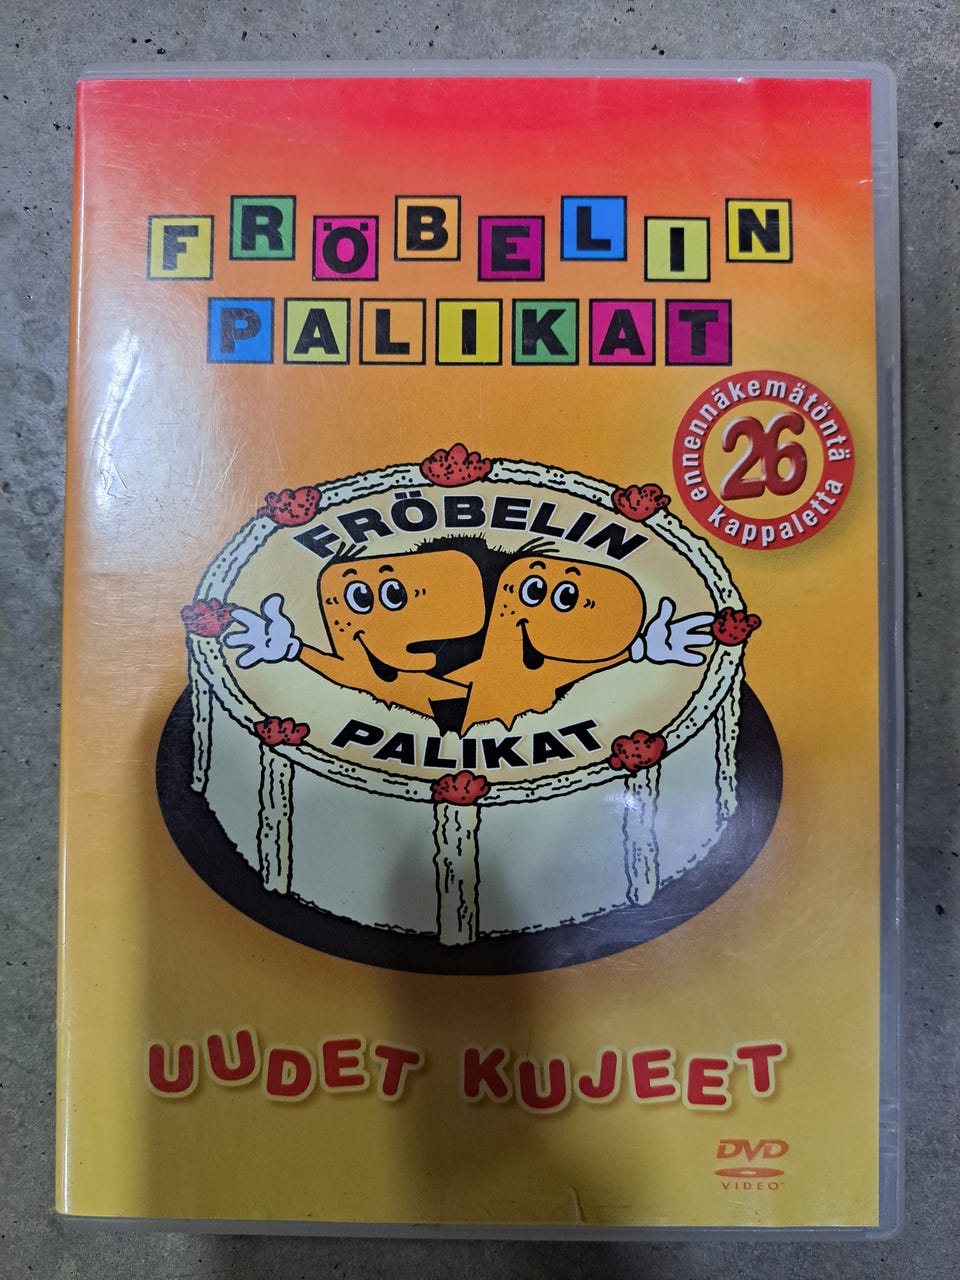 FRÖBELIN
PALIKAT
ennennäkemätöntä
26
kappaletta
FRÖBELIN
PALIKAT
UUDET KUJEET
DVD
VIDEO